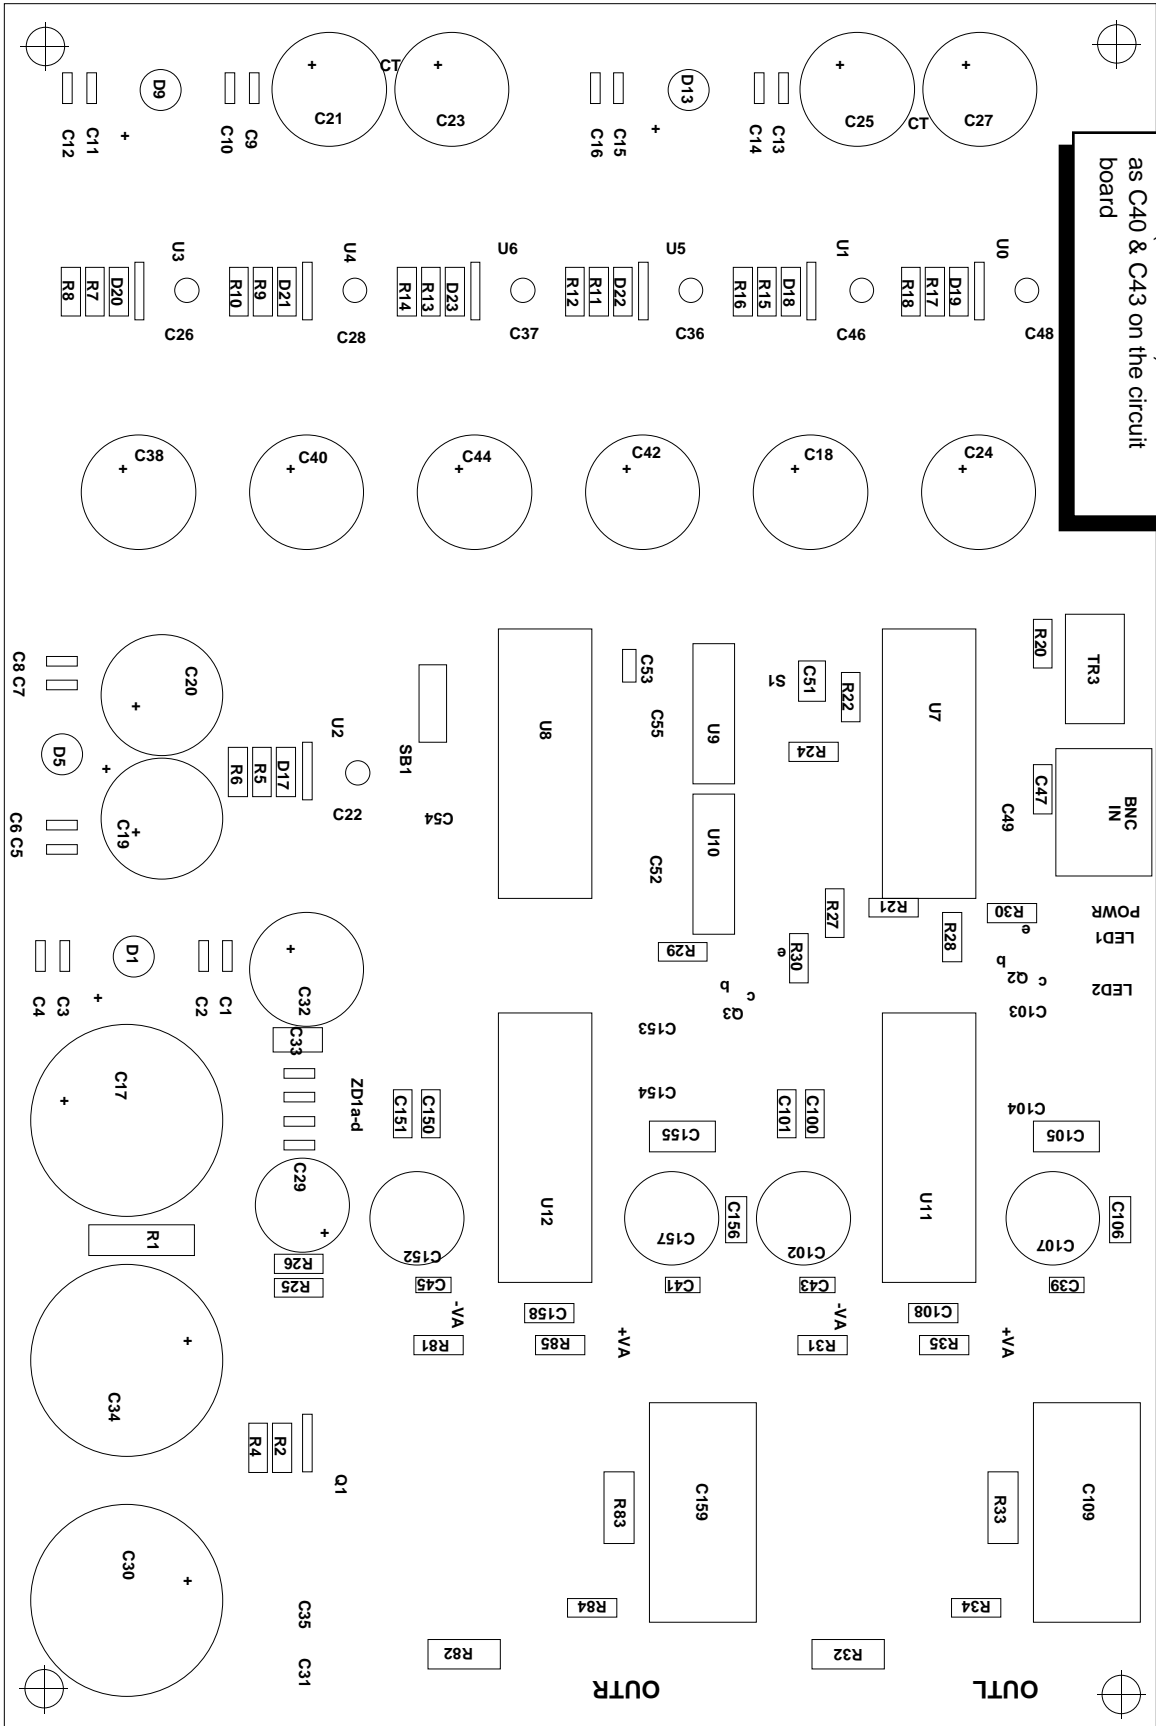 CT
D9
D13
C21
C23
C25
CT
C27
C12
C11
+
C10
C9
C16
C15
+
C14
C13
as C40 & C43 on the circuit
board
U3
U4
U6
U5
U1
U0
R8
R7
D20
R10
R9
D21
R14
R13
D23
R12
R11
D22
R16
R15
D18
R18
R17
D19
C26
C28
C37
C36
C46
C48
C38
C40
C44
C42
C18
C24
C8 C7
C20
U8
C53
U9
S1
C51
R22
U7
R20
TR3
D5
+
U2
SB1
C55
R24
R6
R5
D17
C22
C54
C6 C5
C19
U10
C52
C49
C47
BNC
IN
R27
R21
R30
e
POWR
LED1
D1
R29
e
R30
R28
b
Q2
c
LED2
C4
C3
+
C2
C1
C32
b
c
Q3
C103
C33
C153
C17
ZD1a-d
C151
C150
C154
C101
C100
C104
C155
C105
C29
U12
U11
C156
C106
R1
C152
C157
C102
C107
R26
R25
C45
C41
C43
C39
-VA
C158
-VA
C108
R81
R85
+VA
R31
R35
+VA
C34
R4
R2
Q1
R83
C159
R33
C109
C30
C35
R84
R34
C31
R82
R32
OUTR
OUTL